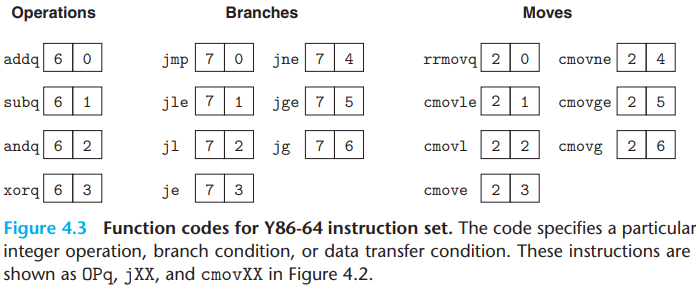 Operations Branches Moves
addq 6 0 jmp 7 0 jne 7 4 rrmovq 2 0 cmovne 2 4
subq 6 1 jle 7 1 jge 7 5 cmovle 2 1 cmovge 2 5
andq 6 2 jl 7 2 jg 7 6 cmovl 2 2 cmovg 2 6
xorq 6 3 je 7 3 cmove 2 3
Figure 4.3 Function codes for Y86-64 instruction set. The code specifies a particular
integer operation, branch condition, or data transfer condition. These instructions are
shown as OPq, jXX, and cmovXX in Figure 4.2.